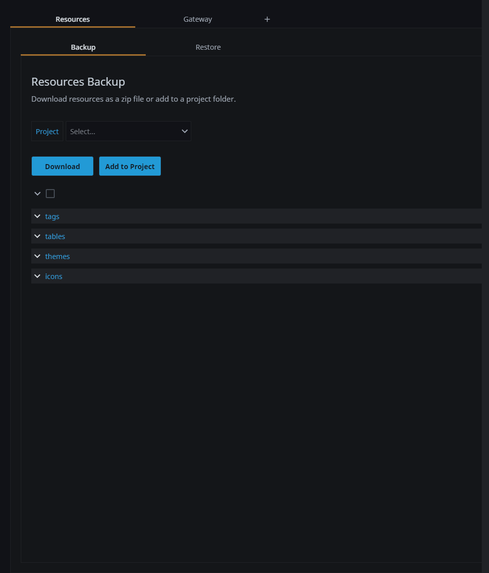 Resources Gateway +
Backup Restore
Resources Backup
Download resources as a zip file or add to a project folder.
Project Select...
Download Add to Project
tags
tables
themes
icons